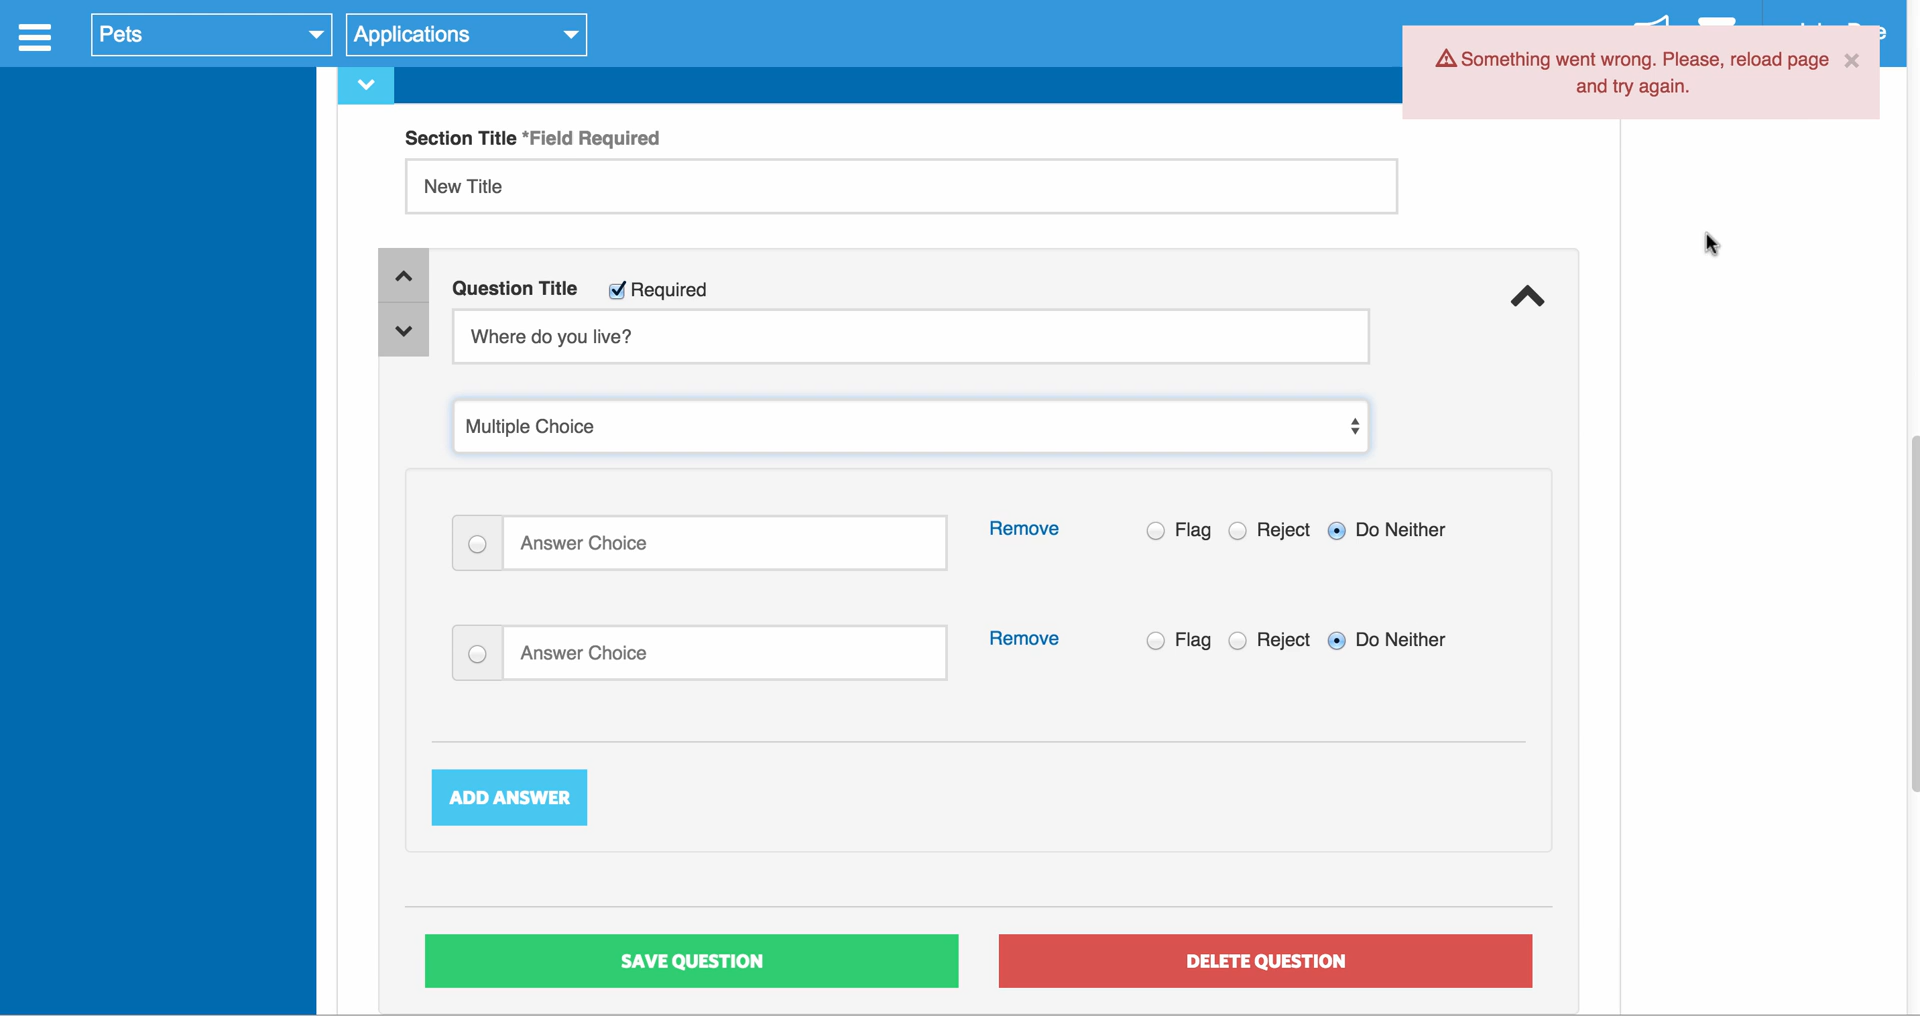 Pets
Applications
Something went wrong. Please, reload page
and try again.
Section Title *Field Required
New Title
Question Title
Required
Where do you live?
Multiple Choice
Answer Choice
Remove
Flag
Reject
Do Neither
Answer Choice
Remove
Flag
Reject
Do Neither
ADD ANSWER
SAVE QUESTION
DELETE QUESTION